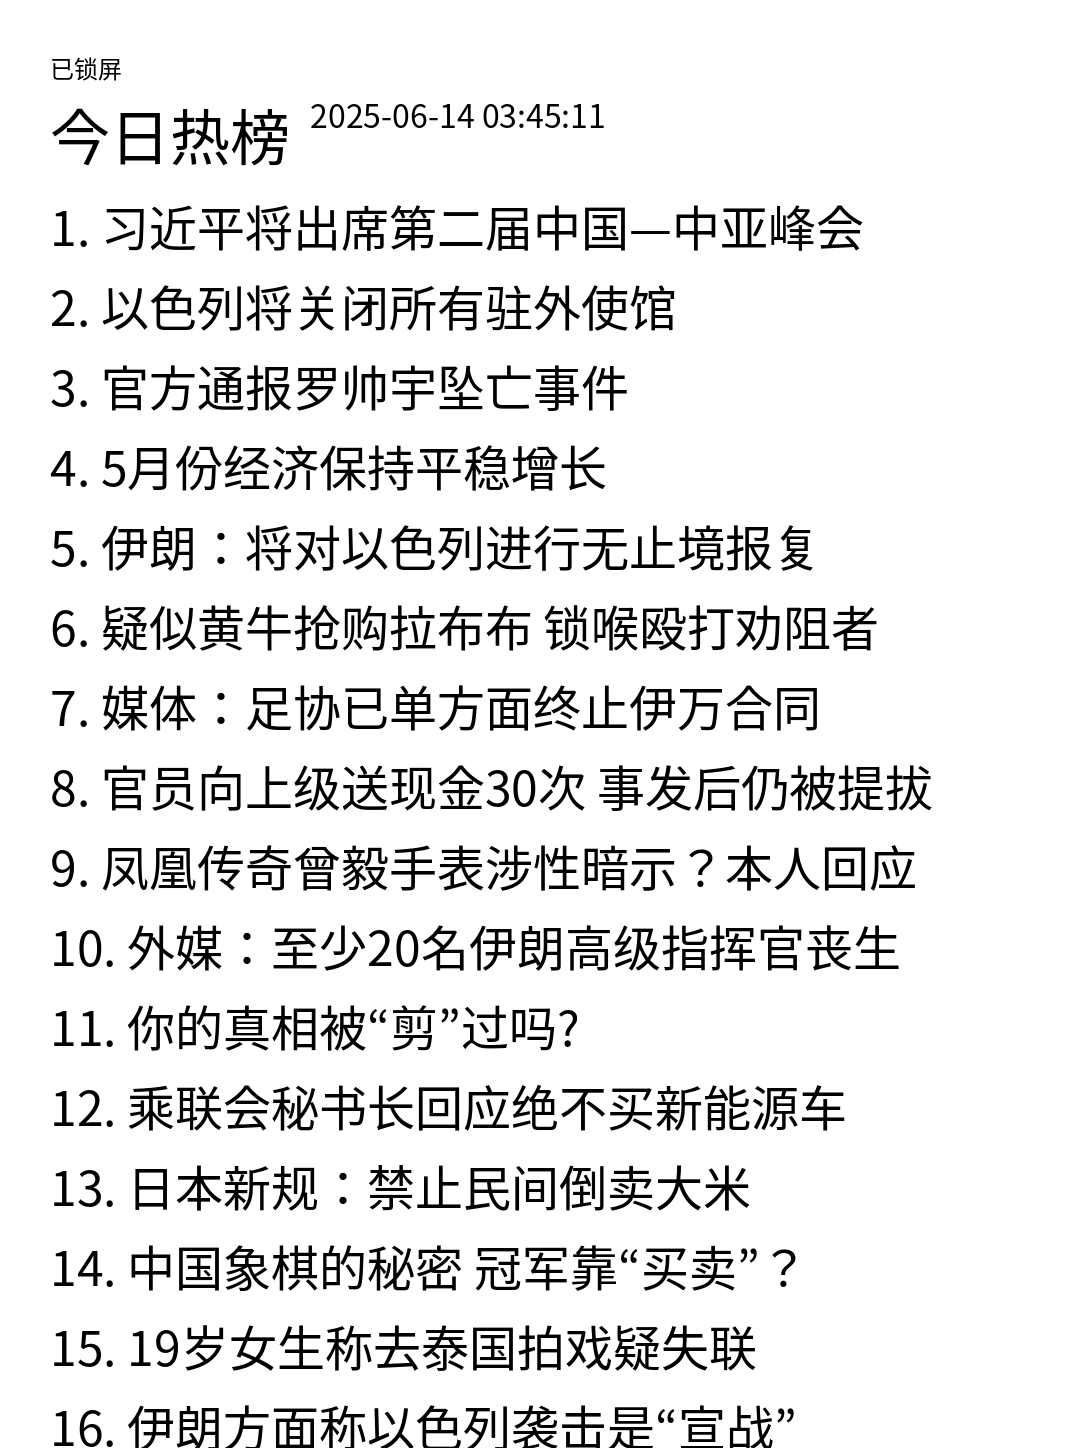 已锁屏
今日热榜 2025-06-14 03:45:11
1. 习近平将出席第二届中国—中亚峰会
2. 以色列将关闭所有驻外使馆
3. 官方通报罗帅宇坠亡事件
4. 5月份经济保持平稳增长
5. 伊朗：将对以色列进行无止境报复
6. 疑似黄牛抢购拉布布 锁喉殴打劝阻者
7. 媒体：足协已单方面终止伊万合同
8. 官员向上级送现金30次 事发后仍被提拔
9. 凤凰传奇曾毅手表涉性暗示？本人回应
10. 外媒：至少20名伊朗高级指挥官丧生
11. 你的真相被“剪”过吗?
12. 乘联会秘书长回应绝不买新能源车
13. 日本新规：禁止民间倒卖大米
14. 中国象棋的秘密 冠军靠“买卖”？
15. 19岁女生称去泰国拍戏疑失联
16. 伊朗方面称以色列袭击是“宣战”